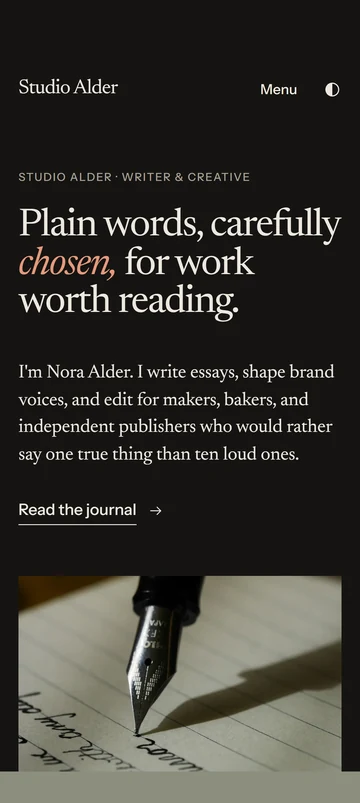 Studio Alder
Menu
STUDIO ALDER · WRITER & CREATIVE
Plain words, carefully
chosen, for work
worth reading.
I'm Nora Alder. I write essays, shape brand
voices, and edit for makers, bakers, and
independent publishers who would rather
say one true thing than ten loud ones.
Read the journal →